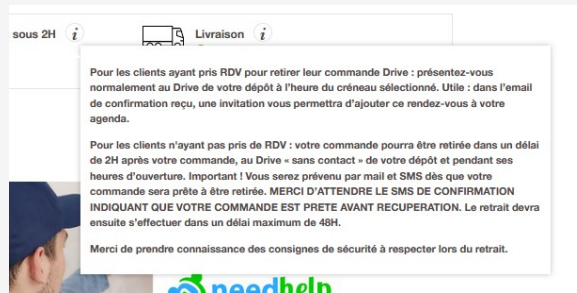 sous 2H i Livraison i
Pour les clients ayant pris RDV pour retirer leur commande Drive : présentez-vous
normalement au Drive de votre dépôt à l'heure du créneau sélectionné. Utile : dans l'email
de confirmation reçu, une invitation vous permettra d'ajouter ce rendez-vous à votre
agenda.
Pour les clients n'ayant pas pris de RDV : votre commande pourra être retirée dans un délai
de 2H après votre commande, au Drive « sans contact » de votre dépôt et pendant ses
heures d'ouverture. Important ! Vous serez prévenu par mail et SMS dès que votre
commande sera prête à être retirée. MERCI D'ATTENDRE LE SMS DE CONFIRMATION
INDIQUANT QUE VOTRE COMMANDE EST PRETE AVANT RECUPERATION. Le retrait devra
ensuite s'effectuer dans un délai maximum de 48H.
Merci de prendre connaissance des consignes de sécurité à respecter lors du retrait.
needhelp